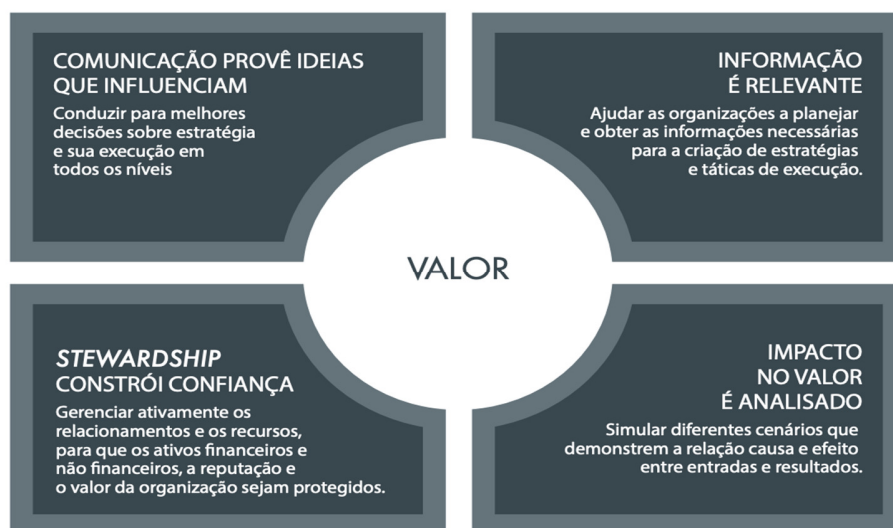 COMUNICAÇÃO PROVÊ IDEIAS
QUE INFLUENCIAM
Conduzir para melhores
decisões sobre estratégia
e sua execução em
todos os níveis
INFORMAÇÃO
É RELEVANTE
Ajudar as organizações a planejar
e obter as informações necessárias
para a criação de estratégias
e táticas de execução.
VALOR
STEWARDSHIP
CONSTRÓI CONFIANÇA
Gerenciar ativamente os
relacionamentos e os recursos,
para que os ativos financeiros e
não financeiros, a reputação e
o valor da organização sejam protegidos.
IMPACTO
NO VALOR
É ANALISADO
Simular diferentes cenários que
demonstrem a relação causa e efeito
entre entradas e resultados.